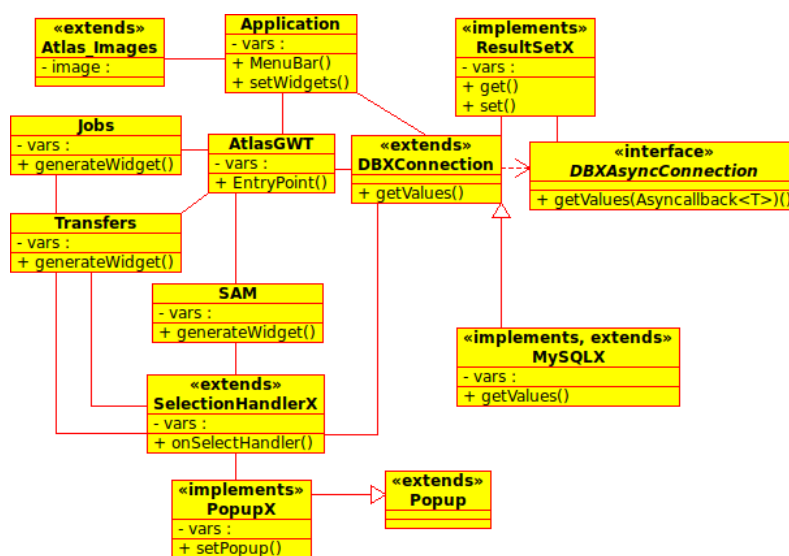 «extends»
Atlas_Images
- image :
Application
- vars :
+ MenuBar()
+ setWidgets()
«implements»
ResultSetX
- vars :
+ get()
+ set()
Jobs
- vars :
+ generateWidget()
AtlasGWT
- vars :
+ EntryPoint()
«extends»
DBXConnection
+ getValues()
«interface»
DBXAsyncConnection
+ getValues(Asyncallback<T>)()
Transfers
- vars :
+ generateWidget()
SAM
- vars :
+ generateWidget()
«implements, extends»
MySQLX
- vars :
+ getValues()
«extends»
SelectionHandlerX
- vars :
+ onSelectHandler()
«implements»
PopupX
- vars :
+ setPopup()
«extends»
Popup